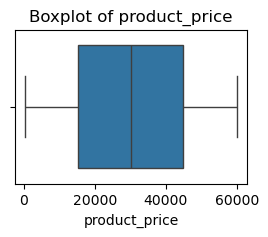 Boxplot of product_price
0 20000 40000 60000
product_price